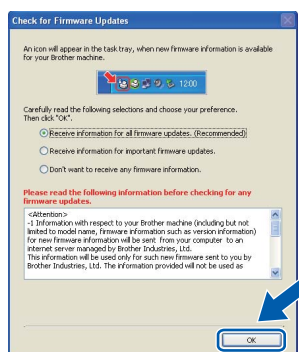 Check for Firmware Updates
An icon will appear in the task tray, when new firmware information is available
for your Brother machine.
12:00
Carefully read the following selections and choose your preference.
Then click "OK".
Receive information for all firmware updates. (Recommended)
Receive information for important firmware updates.
Don't want to receive any firmware information.
Please read the following information before checking for any
firmware updates.
<Attention>
-1 Information with respect to your Brother machine (including but not
limited to model name, firmware information such as version information)
for new firmware information will be sent from your computer to an
internet server managed by Brother Industries, Ltd.
This information will be used only for such new firmware sent to you by
Brother Industries, Ltd. The information provided will not be used as
OK